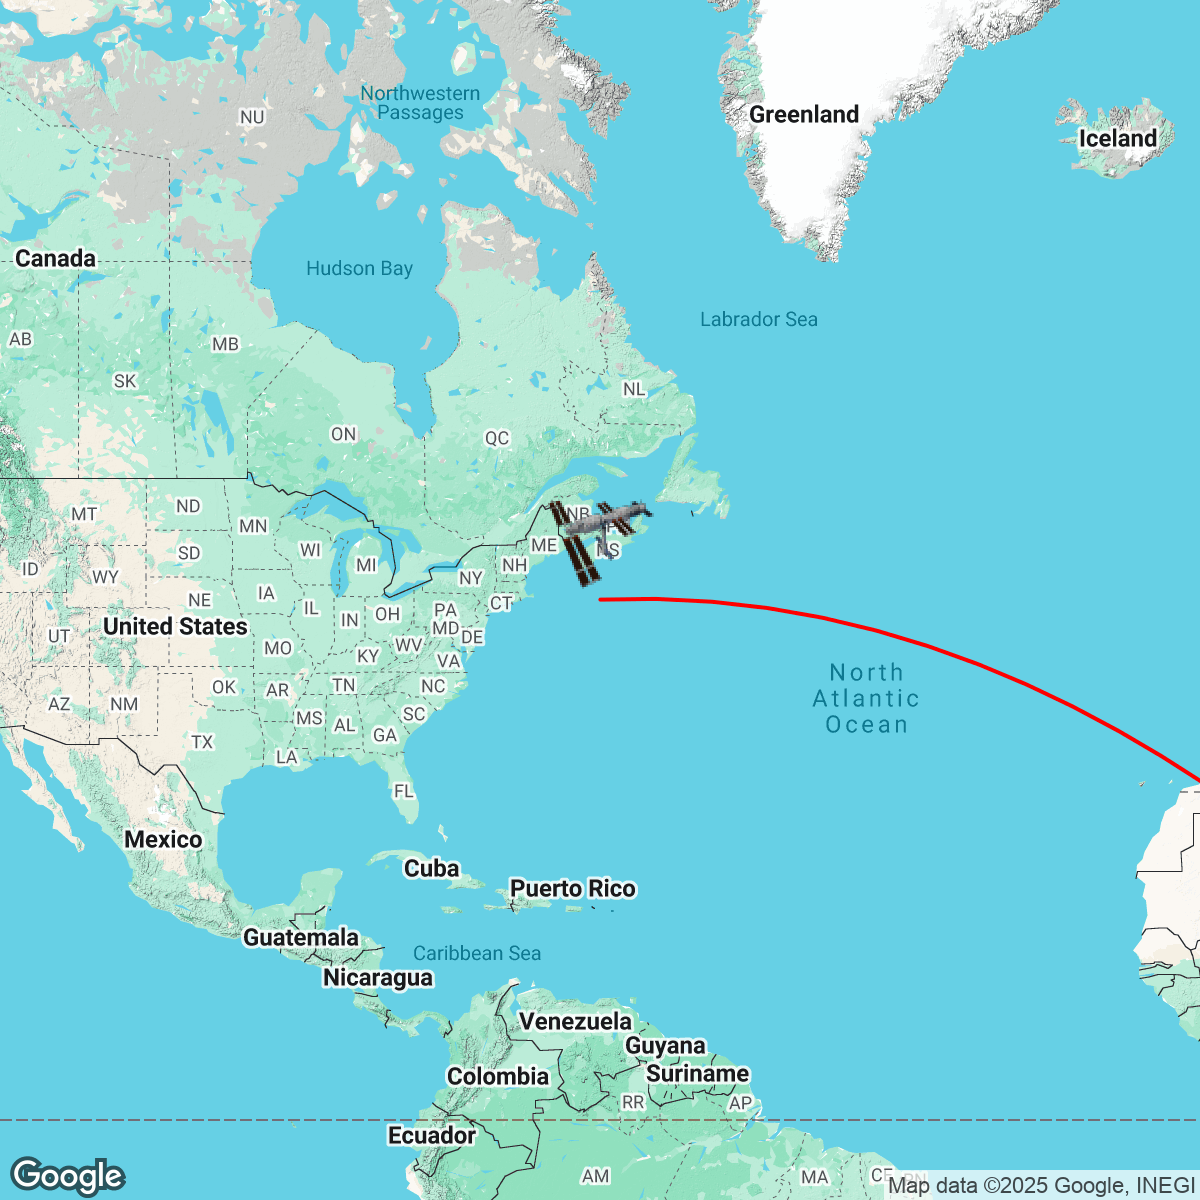 Northwestern
Passages
NU
Greenland
Iceland
Canada
Hudson Bay
Labrador Sea
AB
MB
SK
NL
ON
QC
MT
ND
MN
NB
ME
NS
ID
WY
SD
WI
MI
NY
NH
NE
IA
IL
IN
OH
PA
CT
UT
United States
MO
KY
WV
MD
DE
VA
AZ
NM
OK
AR
TN
NC
MS
AL
SC
GA
TX
LA
FL
North
Atlantic
Ocean
Mexico
Cuba
Puerto Rico
Guatemala
Caribbean Sea
Nicaragua
Venezuela
Guyana
Colombia
Suriname
RR
AP
Ecuador
AM
MA
CE
RN
Google
Map data ©2025 Google, INEGI